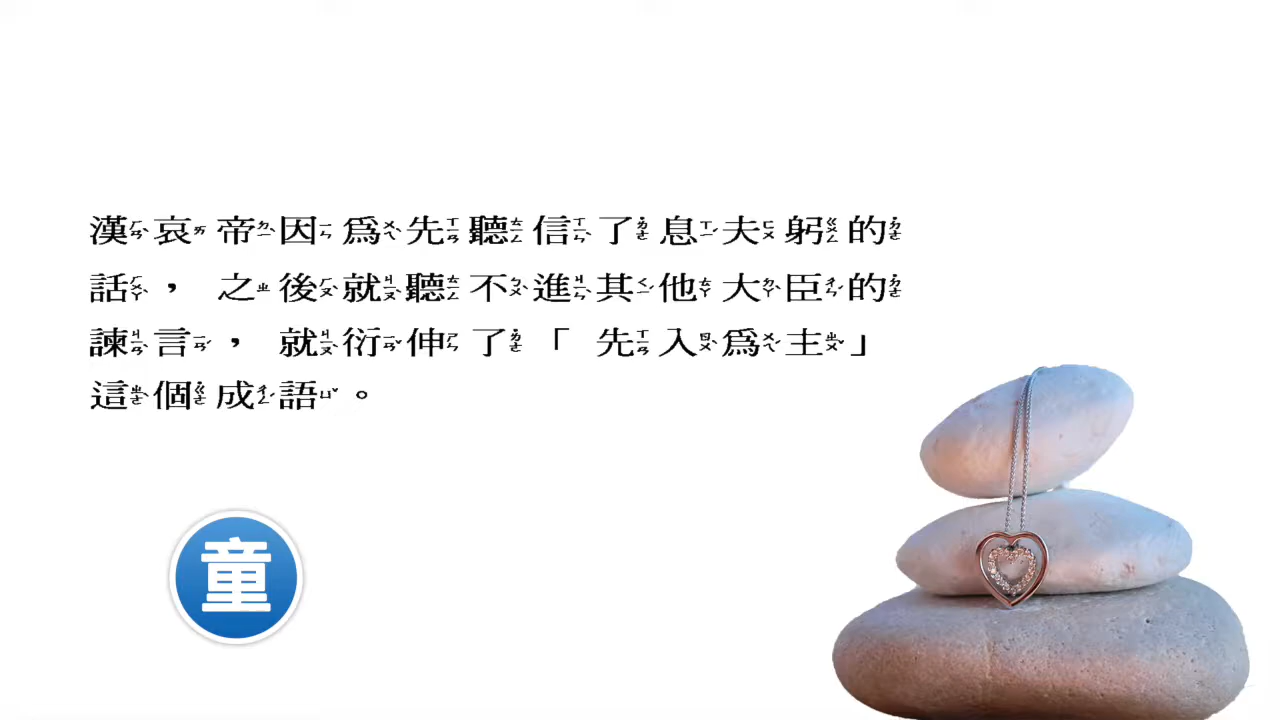 漢哀帝因為先聽信了息夫躬的
話，之後就聽不進其他大臣的
諫言，就衍伸了「先入為主」
這個成語。
童